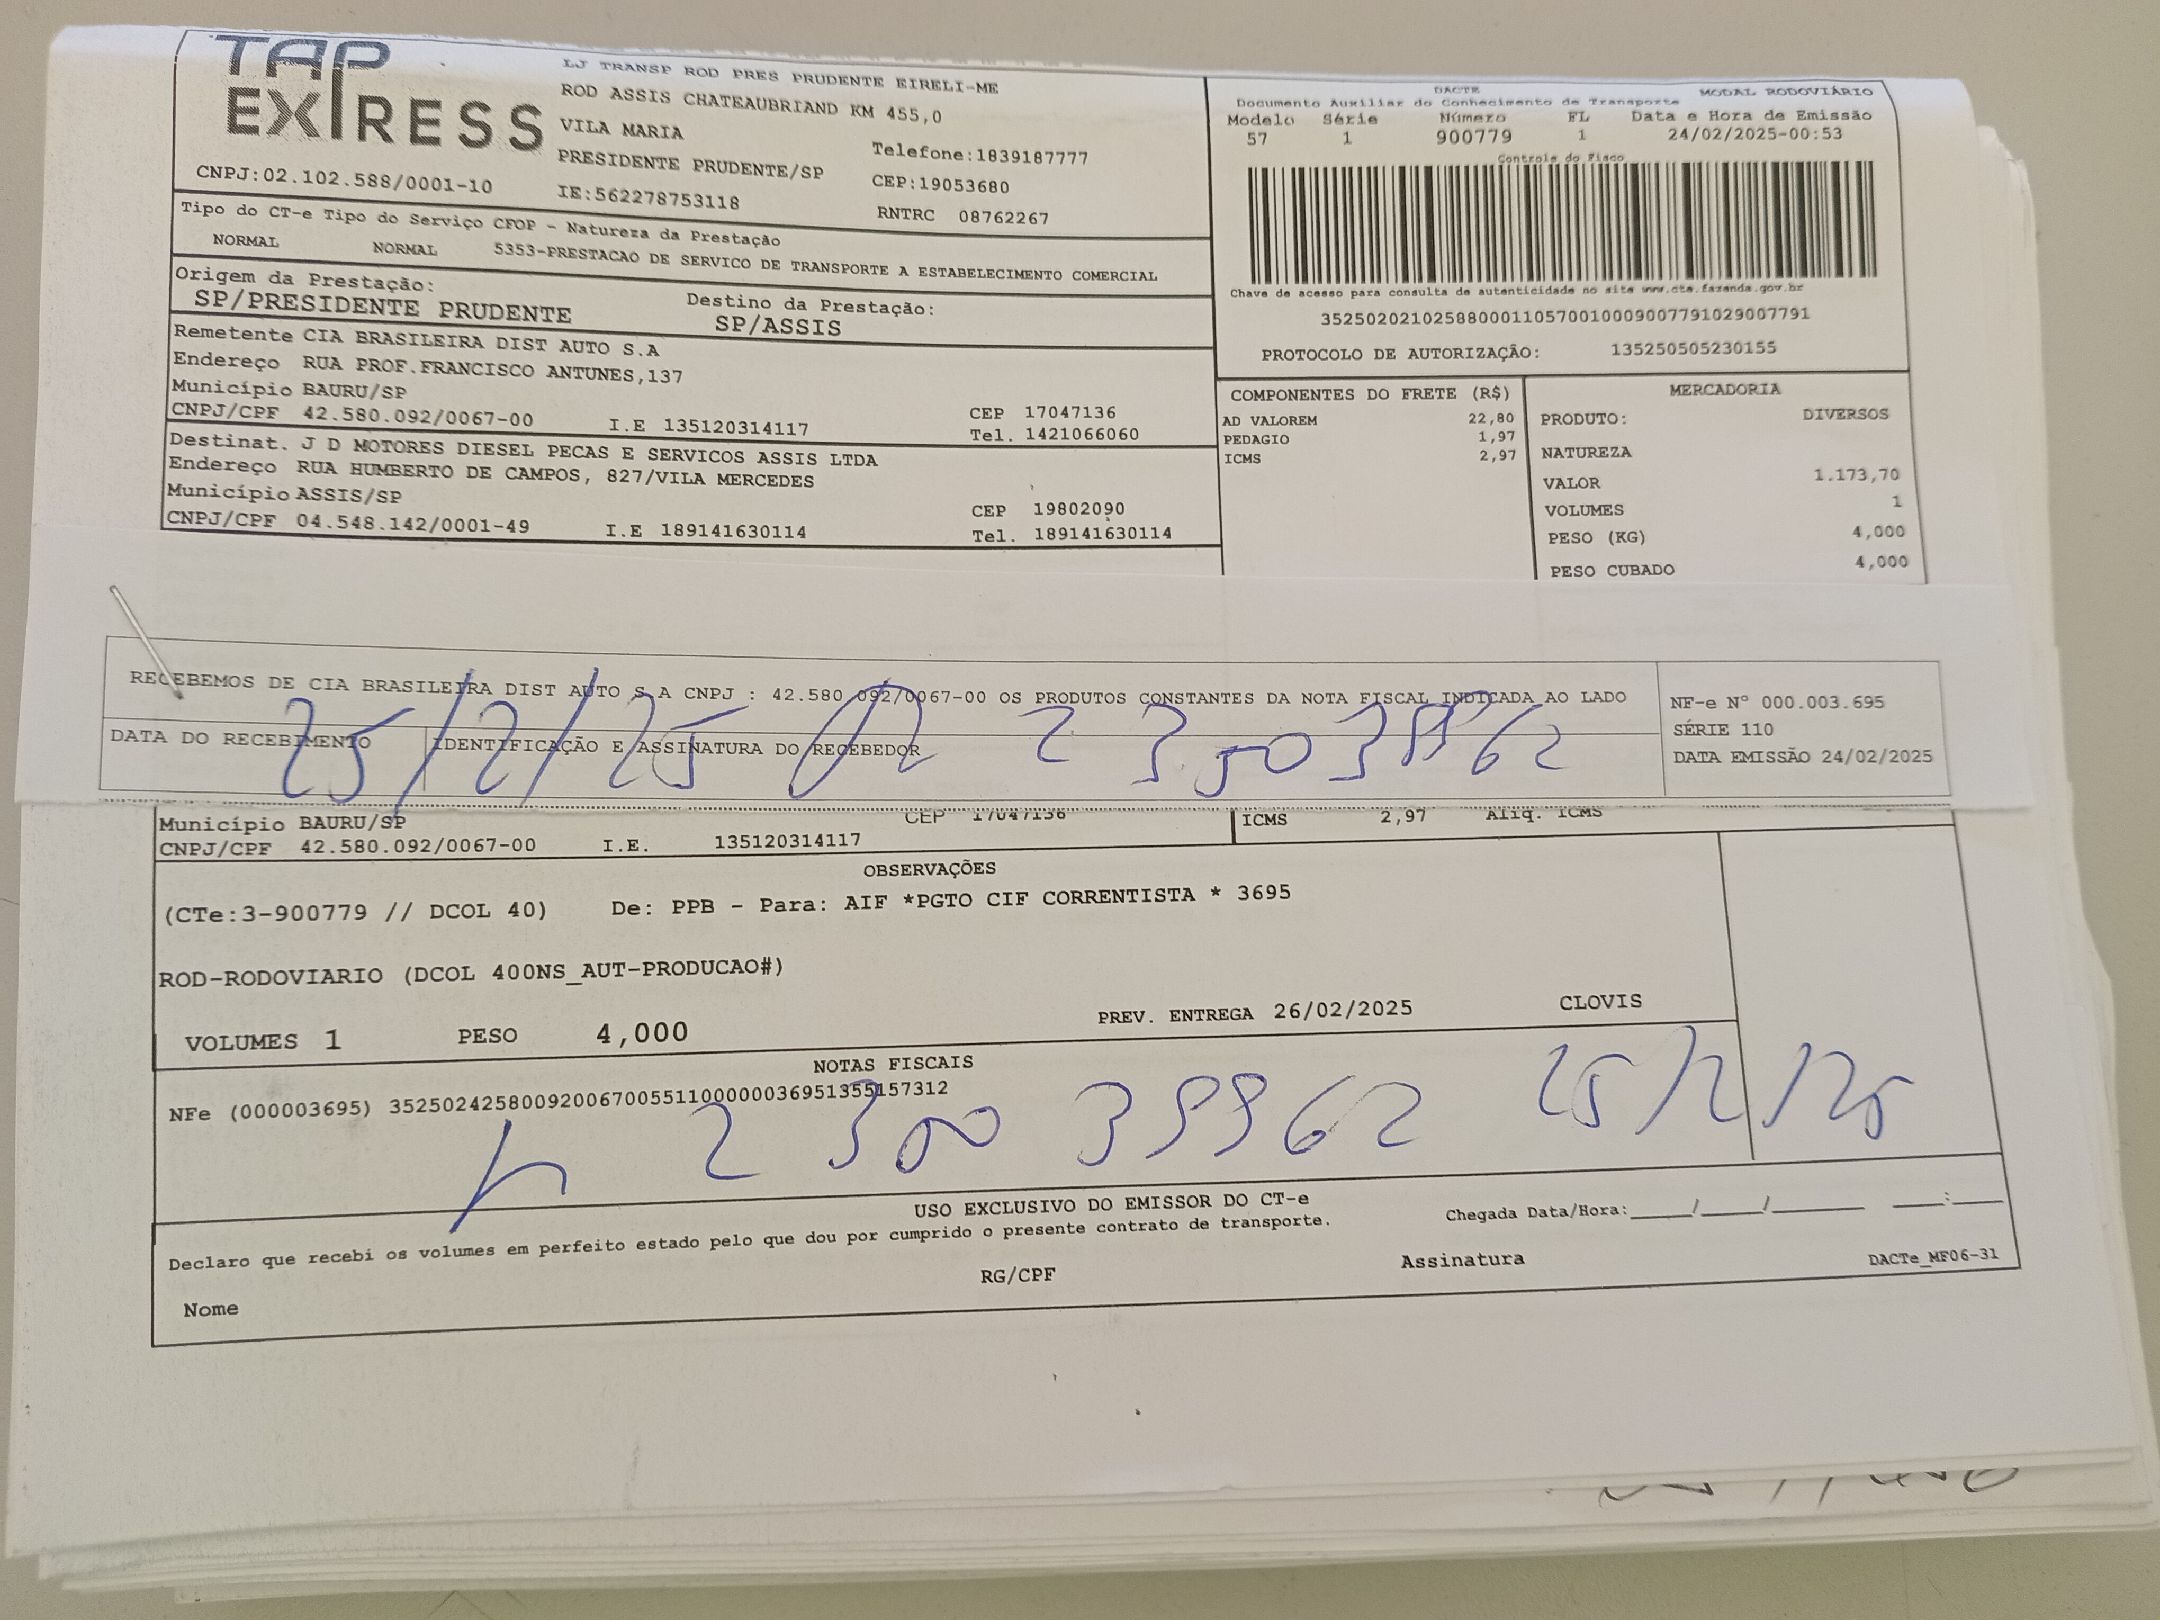 TAP
EXPRESS
LJ TRANSP ROD PRES PRUDENTE EIRELI-ME
ROD ASSIS CHATEAUBRIAND KM 455,0
VILA MARIA
Telefone:1839187777
PRESIDENTE PRUDENTE/SP
CEP:19053680
CNPJ:02.102.588/0001-10
IE:562278753118
RNTRC 08762267
DACTE
MODAL RODOVIÁRIO
Documento Auxiliar do Conhecimento de Transporte
Modelo Série Número FL Data e Hora de Emissão
57 1 900779 1 24/02/2025-00:53
Controle do Fisco
Chave de acesso para consulta de autenticidade no site www.cte.fazenda.gov.br
35250202102588000110570010009007791029007791
PROTOCOLO DE AUTORIZAÇÃO: 135250505230155
Tipo do CT-e Tipo do Serviço CFOP - Natureza da Prestação
NORMAL NORMAL 5353-PRESTACAO DE SERVICO DE TRANSPORTE A ESTABELECIMENTO COMERCIAL
Origem da Prestação: Destino da Prestação:
SP/PRESIDENTE PRUDENTE SP/ASSIS
Remetente CIA BRASILEIRA DIST AUTO S.A
Endereço RUA PROF.FRANCISCO ANTUNES,137
Município BAURU/SP CEP 17047136
CNPJ/CPF 42.580.092/0067-00 I.E 135120314117 Tel. 1421066060
Destinat. J D MOTORES DIESEL PECAS E SERVICOS ASSIS LTDA
Endereço RUA HUMBERTO DE CAMPOS, 827/VILA MERCEDES
Município ASSIS/SP CEP 19802090
CNPJ/CPF 04.548.142/0001-49 I.E 189141630114 Tel. 189141630114
COMPONENTES DO FRETE (R$)
AD VALOREM 22,80
PEDAGIO 1,97
ICMS 2,97
MERCADORIA
PRODUTO: DIVERSOS
NATUREZA
VALOR 1.173,70
VOLUMES 1
PESO (KG) 4,000
PESO CUBADO 4,000
RECEBEMOS DE CIA BRASILEIRA DIST AUTO S.A CNPJ : 42.580.092/0067-00 OS PRODUTOS CONSTANTES DA NOTA FISCAL INDICADA AO LADO
NF-e Nº 000.003.695
SÉRIE 110
DATA EMISSÃO 24/02/2025
DATA DO RECEBIMENTO IDENTIFICAÇÃO E ASSINATURA DO RECEBEDOR
25/2/25
Município BAURU/SP CEP 17047136 ICMS 2,97 Aliq. ICMS
CNPJ/CPF 42.580.092/0067-00 I.E. 135120314117
OBSERVAÇÕES
(CTe:3-900779 // DCOL 40) De: PPB - Para: AIF *PGTO CIF CORRENTISTA * 3695
ROD-RODOVIARIO (DCOL 400NS_AUT-PRODUCAO#)
VOLUMES 1 PESO 4,000 PREV. ENTREGA 26/02/2025 CLOVIS
NOTAS FISCAIS
NFe (000003695) 35250242580092006700551100000036951355157312
2 300 39962 25/2/25
USO EXCLUSIVO DO EMISSOR DO CT-e
Declaro que recebi os volumes em perfeito estado pelo que dou por cumprido o presente contrato de transporte.
Chegada Data/Hora:____/____/______ ___:___
Nome RG/CPF Assinatura DACTe_MF06-31